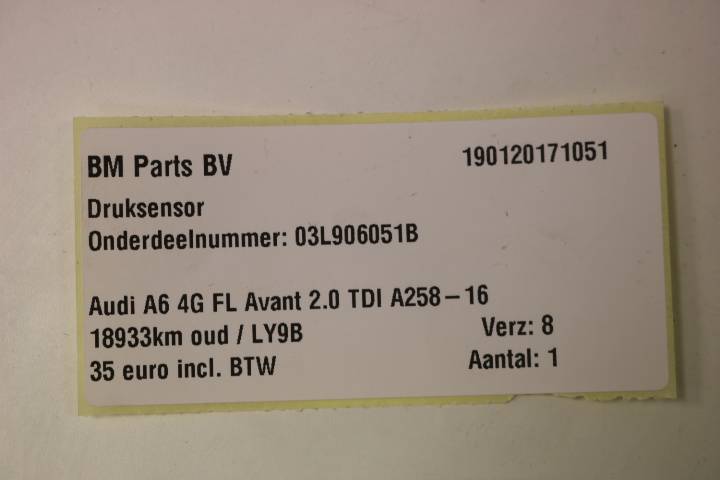 BM Parts BV 190120171051
Druksensor
Onderdeelnummer: 03L906051B
Audi A6 4G FL Avant 2.0 TDI A258-16
18933km oud / LY9B Verz: 8
35 euro incl. BTW Aantal: 1